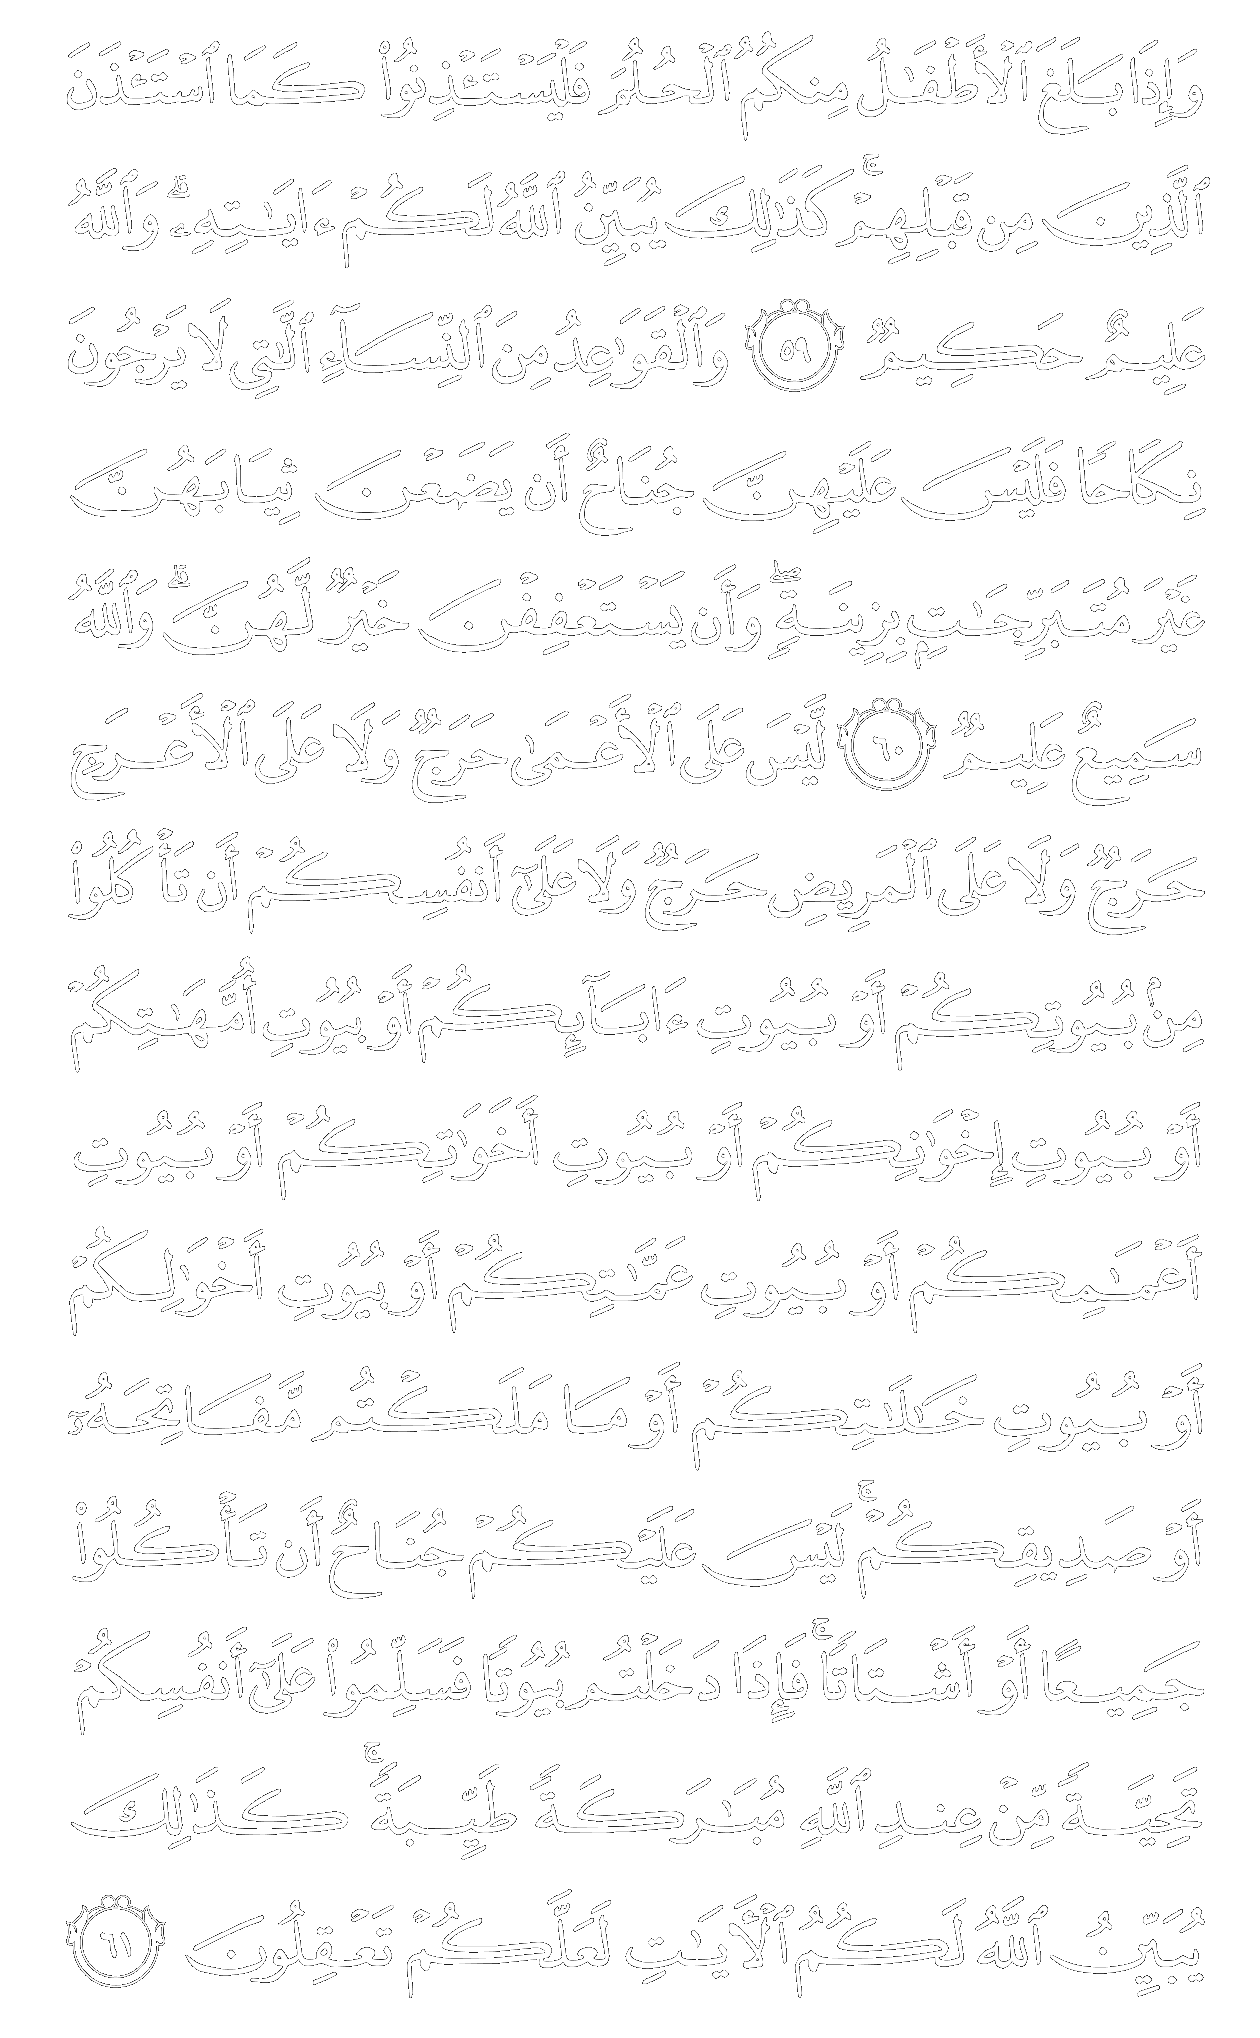 وَإِذَا بَلَغَ ٱلْأَطْفَٰلُ مِنكُمُ ٱلْحُلُمَ فَلْيَسْتَـْٔذِنُوا۟ كَمَا ٱسْتَـْٔذَنَ
ٱلَّذِينَ مِن قَبْلِهِمْ ۚ كَذَٰلِكَ يُبَيِّنُ ٱللَّهُ لَكُمْ ءَايَٰتِهِۦ ۗ وَٱللَّهُ
عَلِيمٌ حَكِيمٌ ٥٩ وَٱلْقَوَٰعِدُ مِنَ ٱلنِّسَآءِ ٱلَّٰتِى لَا يَرْجُونَ
نِكَاحًا فَلَيْسَ عَلَيْهِنَّ جُنَاحٌ أَن يَضَعْنَ ثِيَابَهُنَّ
غَيْرَ مُتَبَرِّجَٰتٍۭ بِزِينَةٍ ۖ وَأَن يَسْتَعْفِفْنَ خَيْرٌ لَّهُنَّ ۗ وَٱللَّهُ
سَمِيعٌ عَلِيمٌ ٦٠ لَّيْسَ عَلَى ٱلْأَعْمَىٰ حَرَجٌ وَلَا عَلَى ٱلْأَعْرَجِ
حَرَجٌ وَلَا عَلَى ٱلْمَرِيضِ حَرَجٌ وَلَا عَلَىٰٓ أَنفُسِكُمْ أَن تَأْكُلُوا۟
مِنۢ بُيُوتِكُمْ أَوْ بُيُوتِ ءَابَآئِكُمْ أَوْ بُيُوتِ أُمَّهَٰتِكُمْ
أَوْ بُيُوتِ إِخْوَٰنِكُمْ أَوْ بُيُوتِ أَخَوَٰتِكُمْ أَوْ بُيُوتِ
أَعْمَٰمِكُمْ أَوْ بُيُوتِ عَمَّٰتِكُمْ أَوْ بُيُوتِ أَخْوَٰلِكُمْ
أَوْ بُيُوتِ خَٰلَٰتِكُمْ أَوْ مَا مَلَكْتُم مَّفَاتِحَهُۥٓ
أَوْ صَدِيقِكُمْ ۚ لَيْسَ عَلَيْكُمْ جُنَاحٌ أَن تَأْكُلُوا۟
جَمِيعًا أَوْ أَشْتَاتًا ۚ فَإِذَا دَخَلْتُم بُيُوتًا فَسَلِّمُوا۟ عَلَىٰٓ أَنفُسِكُمْ
تَحِيَّةً مِّنْ عِندِ ٱللَّهِ مُبَٰرَكَةً طَيِّبَةً ۚ كَذَٰلِكَ
يُبَيِّنُ ٱللَّهُ لَكُمُ ٱلْأَيَٰتِ لَعَلَّكُمْ تَعْقِلُونَ ٦١